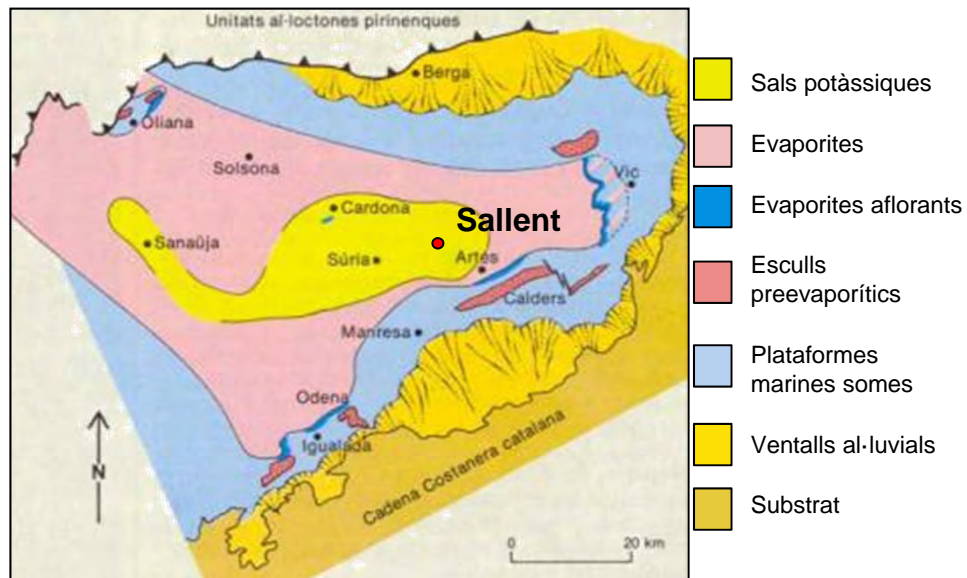 Unitats al·loctones pirinenques
Berga
Oliana
Solsona
Vic
Cardona
Sallent
Sanaüja
Súria
Artés
Calders
Manresa
Odena
Igualada
Cadena Costanera catalana
N
0
20 km
Sals potàssiques
Evaporites
Evaporites aflorants
Esculls
preevaporítics
Plataformes
marines somes
Ventalls al·luvials
Substrat